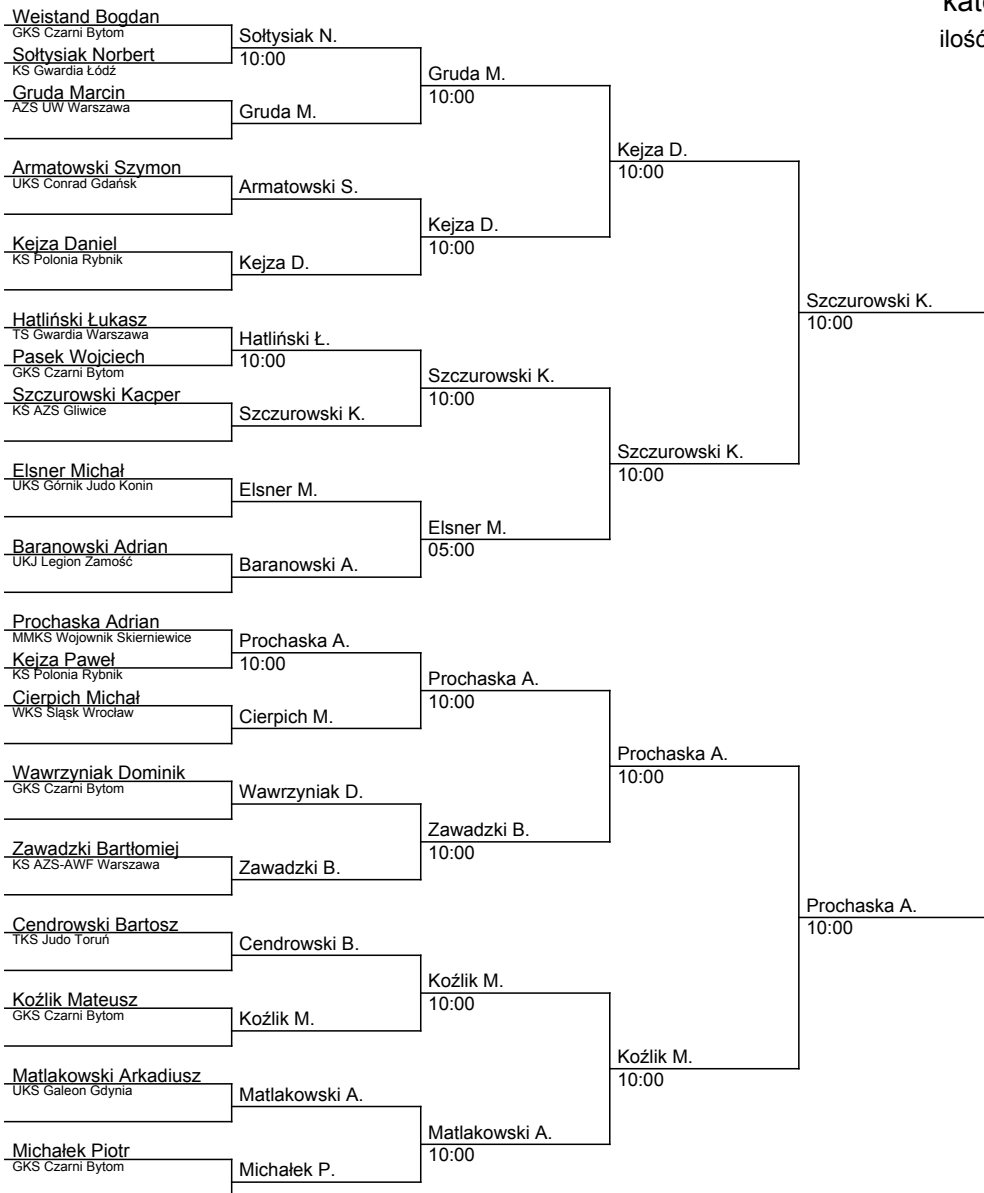 kat
ilość
Weistand Bogdan
GKS Czarni Bytom
Sołtysiak N.
10:00
Sołtysiak Norbert
KS Gwardia Łódź
Gruda M.
10:00
Gruda Marcin
AZS UW Warszawa
Gruda M.
Kejza D.
10:00
Armatowski Szymon
UKS Conrad Gdańsk
Armatowski S.
Kejza D.
10:00
Kejza Daniel
KS Polonia Rybnik
Kejza D.
Szczurowski K.
10:00
Hatliński Łukasz
TS Gwardia Warszawa
Hatliński Ł.
10:00
Pasek Wojciech
GKS Czarni Bytom
Szczurowski K.
10:00
Szczurowski Kacper
KS AZS Gliwice
Szczurowski K.
Szczurowski K.
10:00
Elsner Michał
UKS Górnik Judo Konin
Elsner M.
Elsner M.
05:00
Baranowski Adrian
UKJ Legion Zamość
Baranowski A.
Prochaska Adrian
MMKS Wojownik Skierniewice
Prochaska A.
10:00
Kejza Paweł
KS Polonia Rybnik
Prochaska A.
10:00
Cierpich Michał
WKS Śląsk Wrocław
Cierpich M.
Prochaska A.
10:00
Wawrzyniak Dominik
GKS Czarni Bytom
Wawrzyniak D.
Zawadzki B.
10:00
Zawadzki Bartłomiej
KS AZS-AWF Warszawa
Zawadzki B.
Prochaska A.
10:00
Cendrowski Bartosz
TKS Judo Toruń
Cendrowski B.
Koźlik M.
10:00
Koźlik Mateusz
GKS Czarni Bytom
Koźlik M.
Koźlik M.
10:00
Matlakowski Arkadiusz
UKS Galeon Gdynia
Matlakowski A.
Matlakowski A.
10:00
Michałek Piotr
GKS Czarni Bytom
Michałek P.